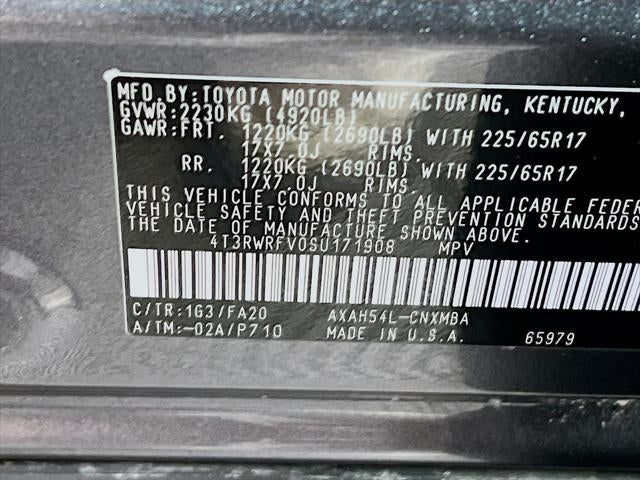 MFD. BY: TOYOTA MOTOR MANUFACTURING, KENTUCKY,
GVWR: 2230KG (4920LB)
GAWR: FRT. 1220KG (2690LB) WITH 225/65R17
17X7.0J RIMS.
RR. 1220KG (2690LB) WITH 225/65R17
17X7.0J RIMS.
THIS VEHICLE CONFORMS TO ALL APPLICABLE FEDER
VEHICLE SAFETY AND THEFT PREVENTION STANDARDS
THE DATE OF MANUFACTURE SHOWN ABOVE.
4T3RWRFV0SU171908 MPV
C/TR: 1G3/FA20 AXAH54L-CNXMBA
A/TM: -02A/P710 MADE IN U.S.A. 65979